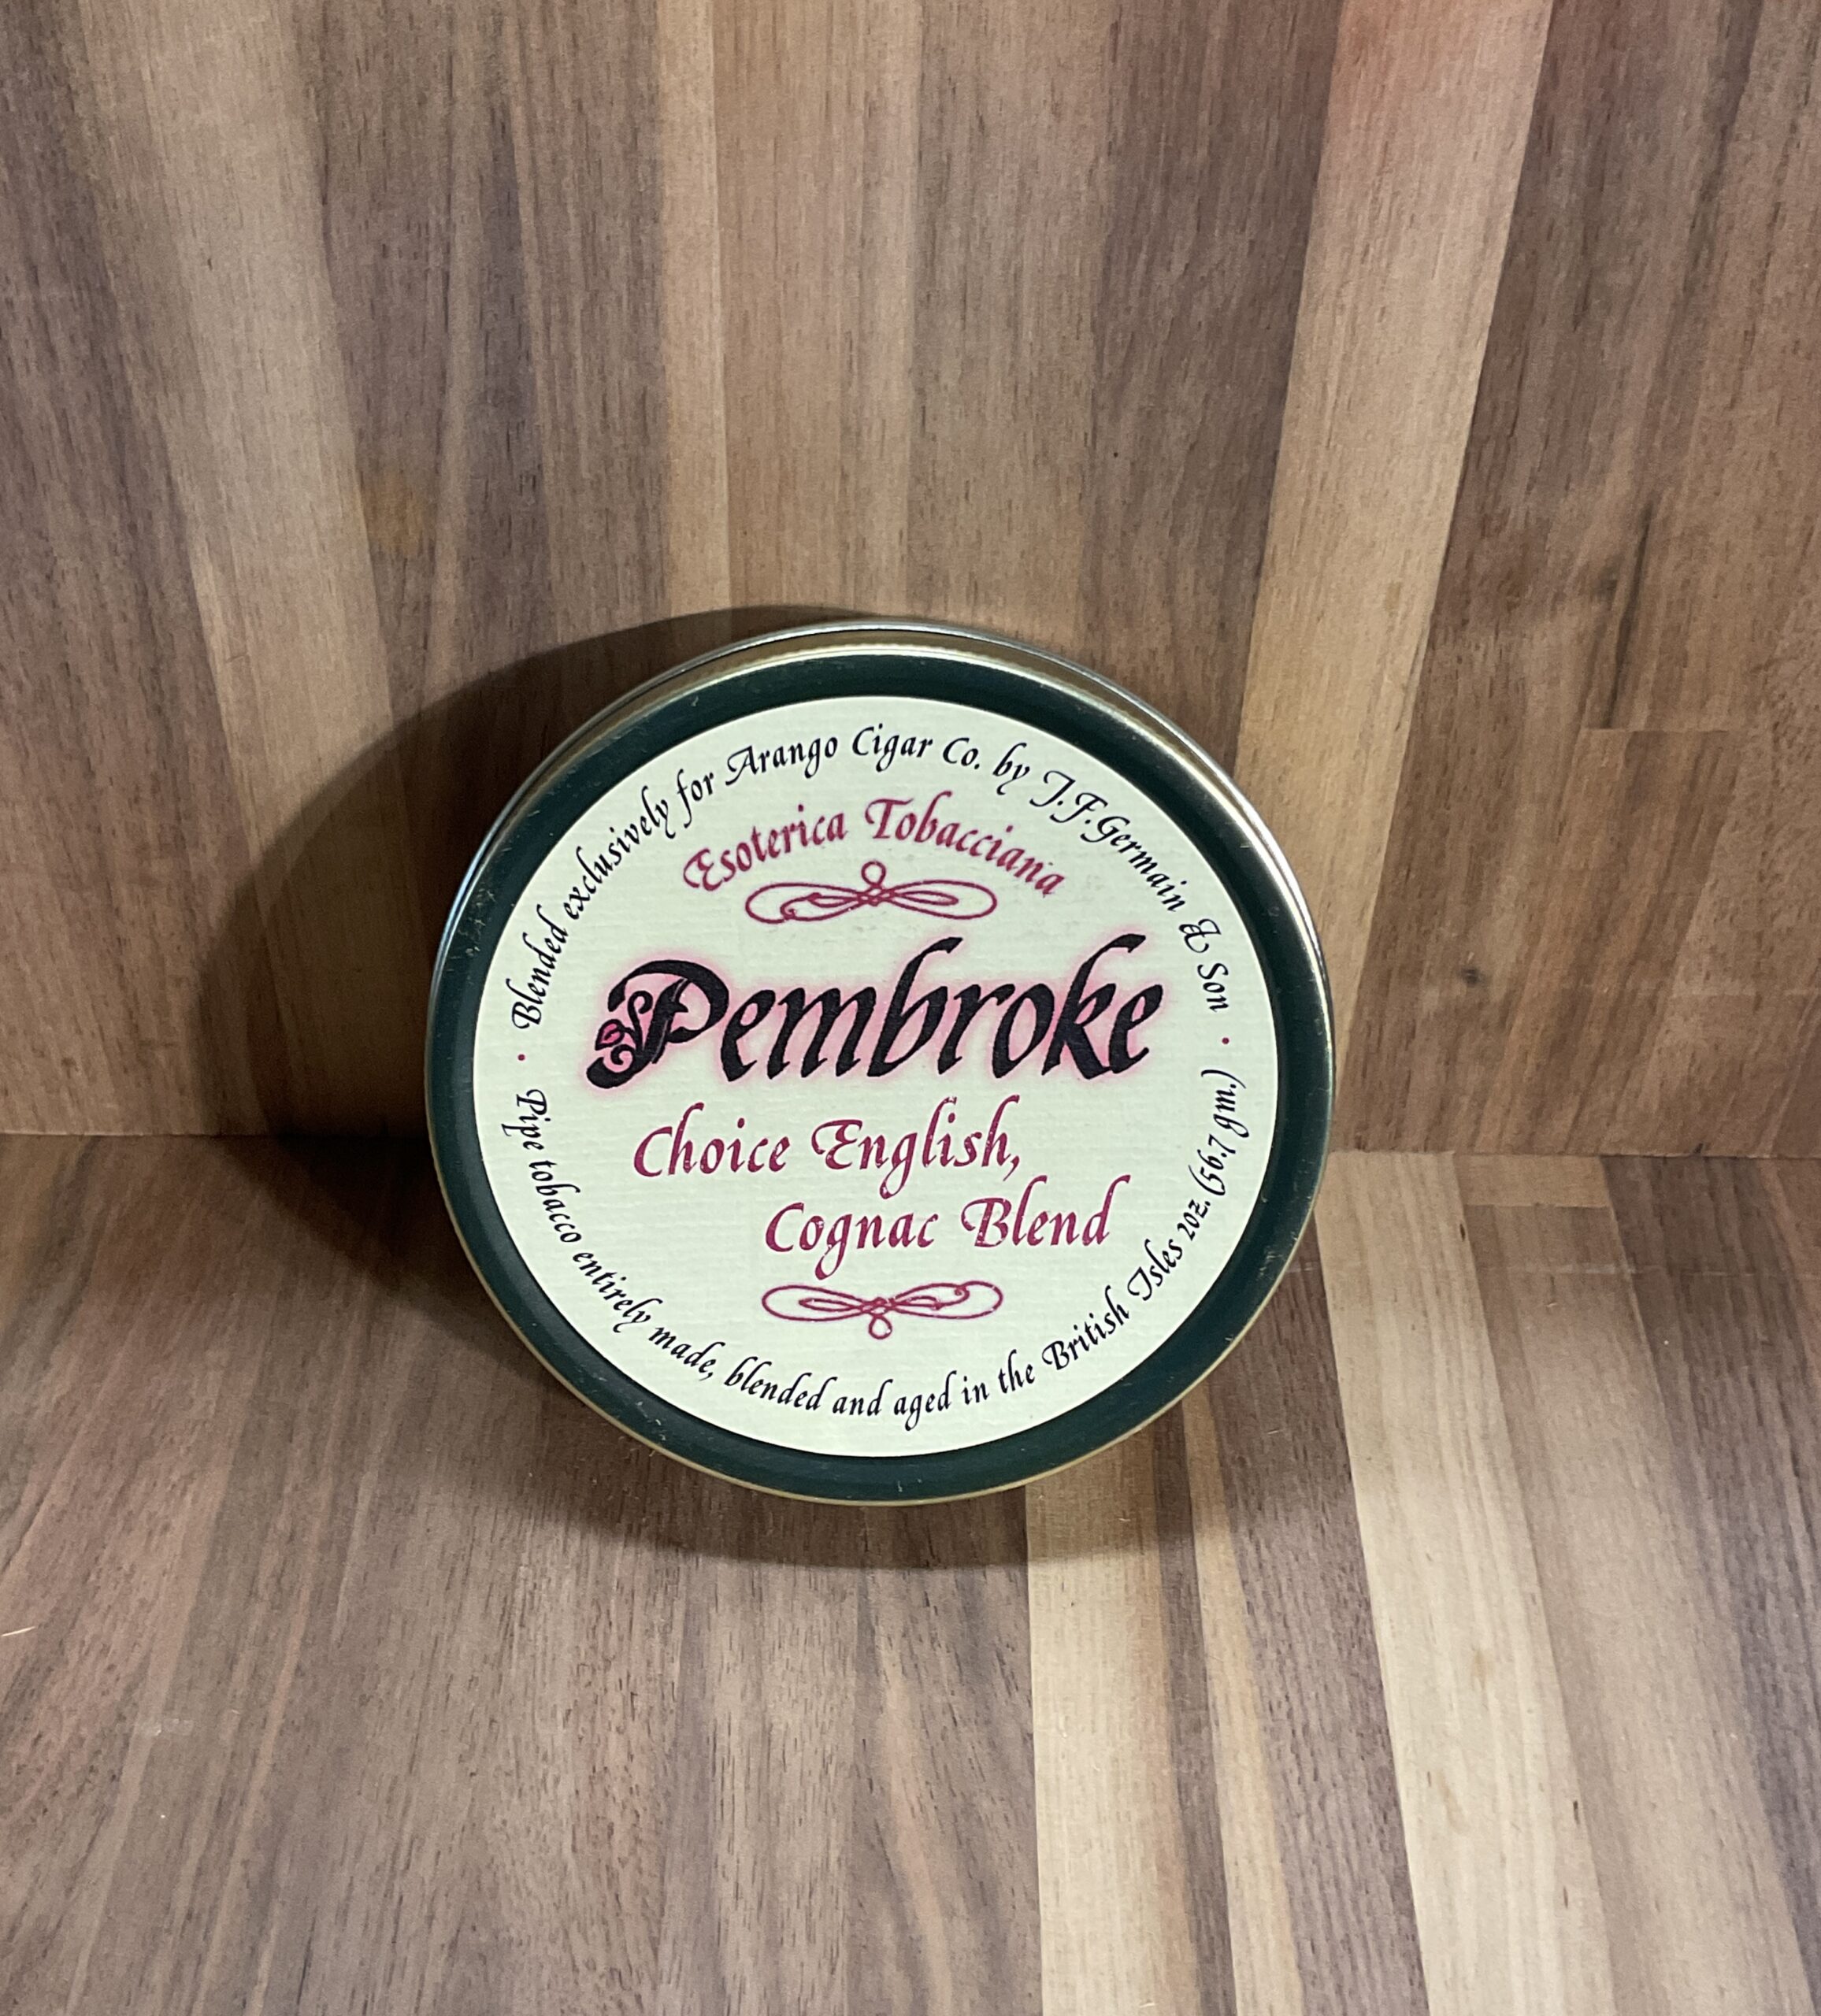 • Blended exclusively for Arango Cigar Co. by J.F. Germain & Son •
Esoterica Tobacciana
Pembroke
Choice English,
Cognac Blend
Pipe tobacco entirely made, blended and aged in the British Isles 2oz. (56.7 gm.)